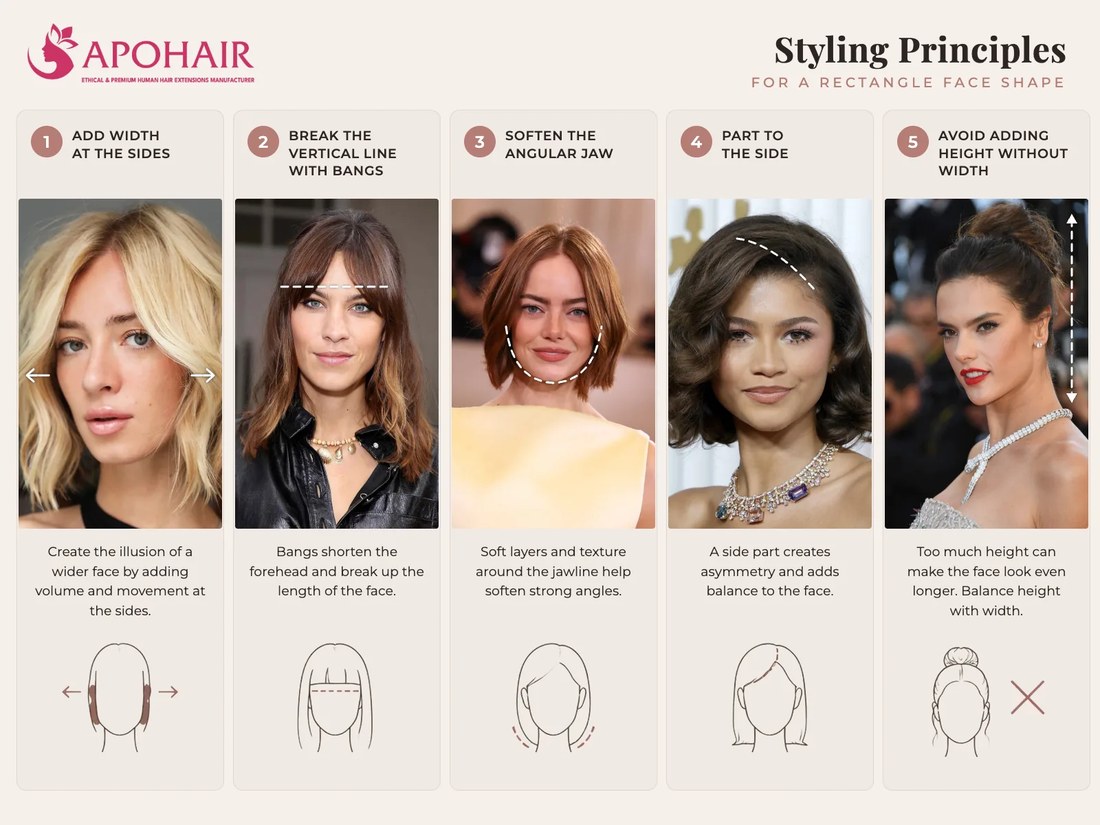 APOHAIR
ETHICAL & PREMIUM HUMAN HAIR EXTENSIONS MANUFACTURER
Styling Principles
FOR A RECTANGLE FACE SHAPE
1
ADD WIDTH
AT THE SIDES
Create the illusion of a
wider face by adding
volume and movement at
the sides.
2
BREAK THE
VERTICAL LINE
WITH BANGS
Bangs shorten the
forehead and break up the
length of the face.
3
SOFTEN THE
ANGULAR JAW
Soft layers and texture
around the jawline help
soften strong angles.
4
PART TO
THE SIDE
A side part creates
asymmetry and adds
balance to the face.
5
AVOID ADDING
HEIGHT WITHOUT
WIDTH
Too much height can
make the face look even
longer. Balance height
with width.